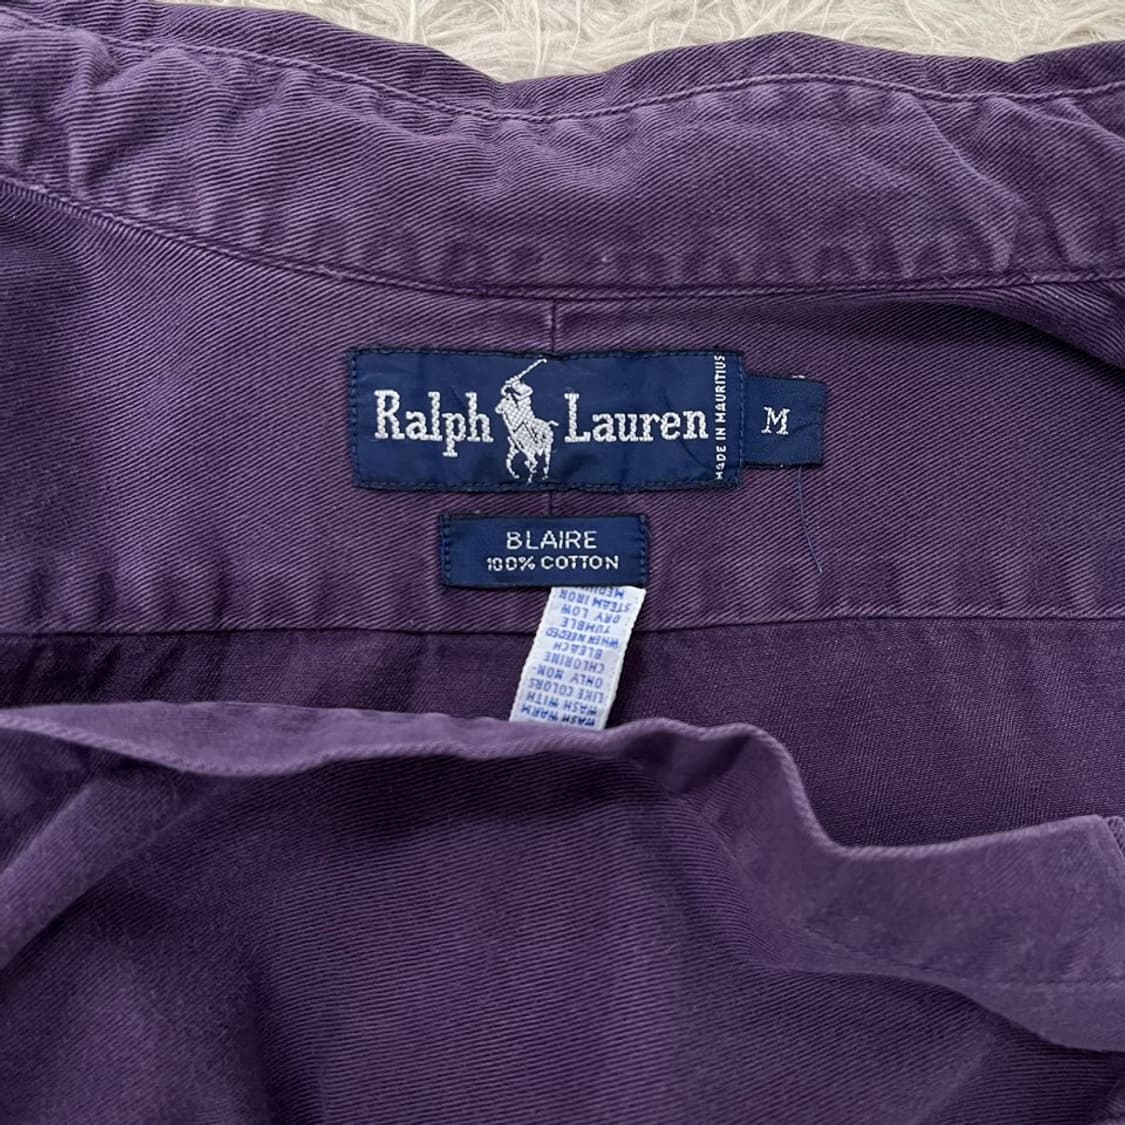 Ralph Lauren
MADE IN MAURITIUS
M
BLAIRE
100% COTTON
WASH WARM
WASH WITH
LIKE COLORS
ONLY NON-
CHLORINE
BLEACH
WHEN NEEDED
TUMBLE
DRY LOW
STEAM IRON